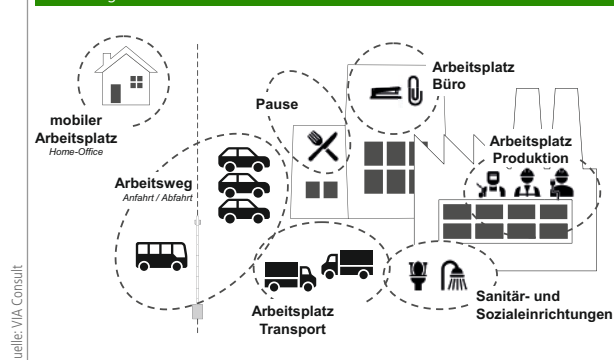 mobiler
Arbeitsplatz
Home-Office
Arbeitsweg
Anfahrt / Abfahrt
Pause
Arbeitsplatz
Büro
Arbeitsplatz
Produktion
Arbeitsplatz
Transport
Sanitär- und
Sozialeinrichtungen
uelle: VIA Consult